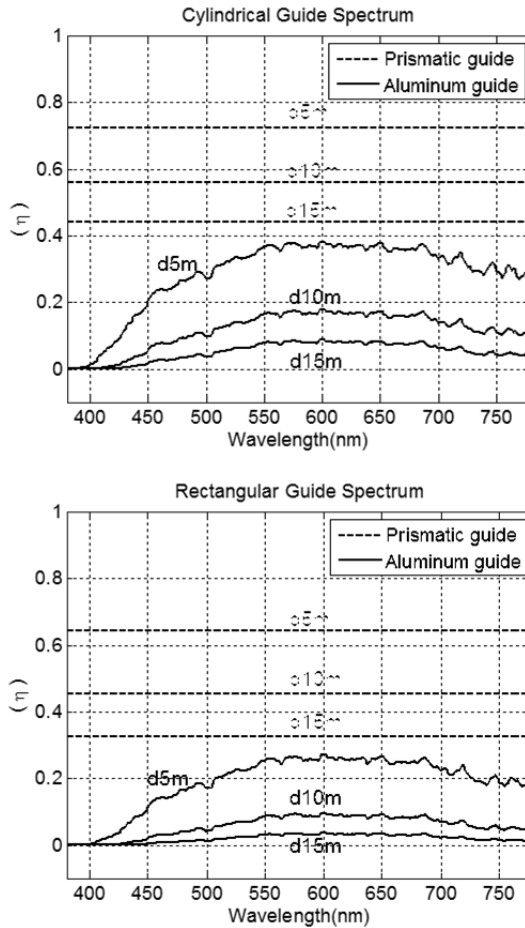 Cylindrical Guide Spectrum
Prismatic guide
Aluminum guide
1
0.8
0.6
0.4
0.2
0
(η)
d5m
d10m
d15m
400 450 500 550 600 650 700 750
Wavelength(nm)
Rectangular Guide Spectrum
Prismatic guide
Aluminum guide
1
0.8
0.6
0.4
0.2
0
(η)
d5m
d10m
d15m
400 450 500 550 600 650 700 750
Wavelength(nm)